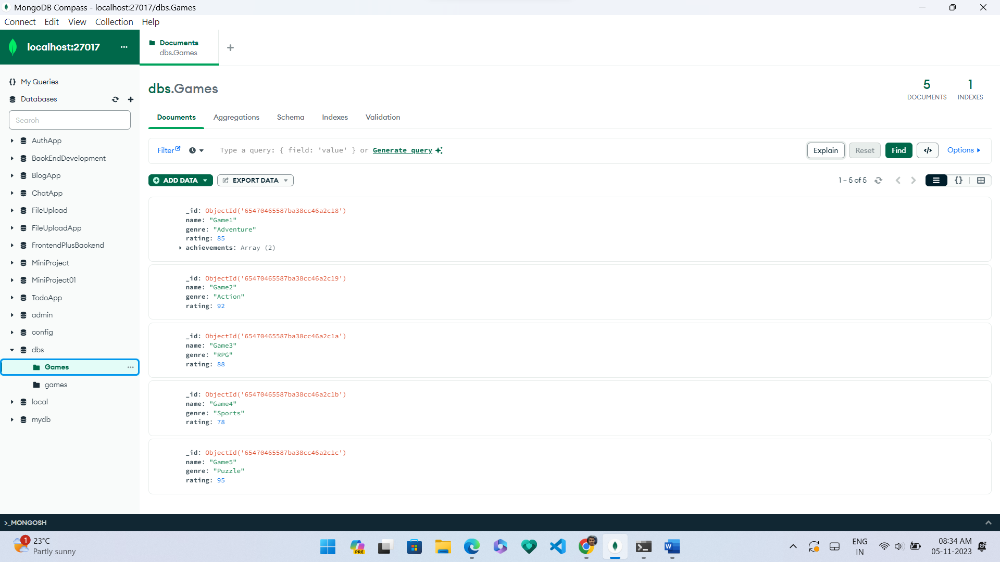 MongoDB Compass - localhost:27017/dbs.Games
Connect Edit View Collection Help
localhost:27017 ...
Documents
dbs.Games
+
{} My Queries
Databases
Search
AuthApp
BackEndDevelopment
BlogApp
ChatApp
FileUpload
FileUploadApp
FrontendPlusBackend
MiniProject
MiniProject01
TodoApp
admin
config
dbs
Games ...
games
local
mydb
dbs.Games
5 DOCUMENTS
1 INDEXES
Documents Aggregations Schema Indexes Validation
Filter Type a query: { field: 'value' } or Generate query Explain Reset Find </> Options
ADD DATA EXPORT DATA 1 – 5 of 5 {}
_id: ObjectId('65470465587ba38cc46a2c18')
name: "Game1"
genre: "Adventure"
rating: 85
achievements: Array (2)
_id: ObjectId('65470465587ba38cc46a2c19')
name: "Game2"
genre: "Action"
rating: 92
_id: ObjectId('65470465587ba38cc46a2c1a')
name: "Game3"
genre: "RPG"
rating: 88
_id: ObjectId('65470465587ba38cc46a2c1b')
name: "Game4"
genre: "Sports"
rating: 78
_id: ObjectId('65470465587ba38cc46a2c1c')
name: "Game5"
genre: "Puzzle"
rating: 95
>_MONGOSH
1
23°C
Partly sunny
PRE
W
ENG
IN
08:34 AM
05-11-2023